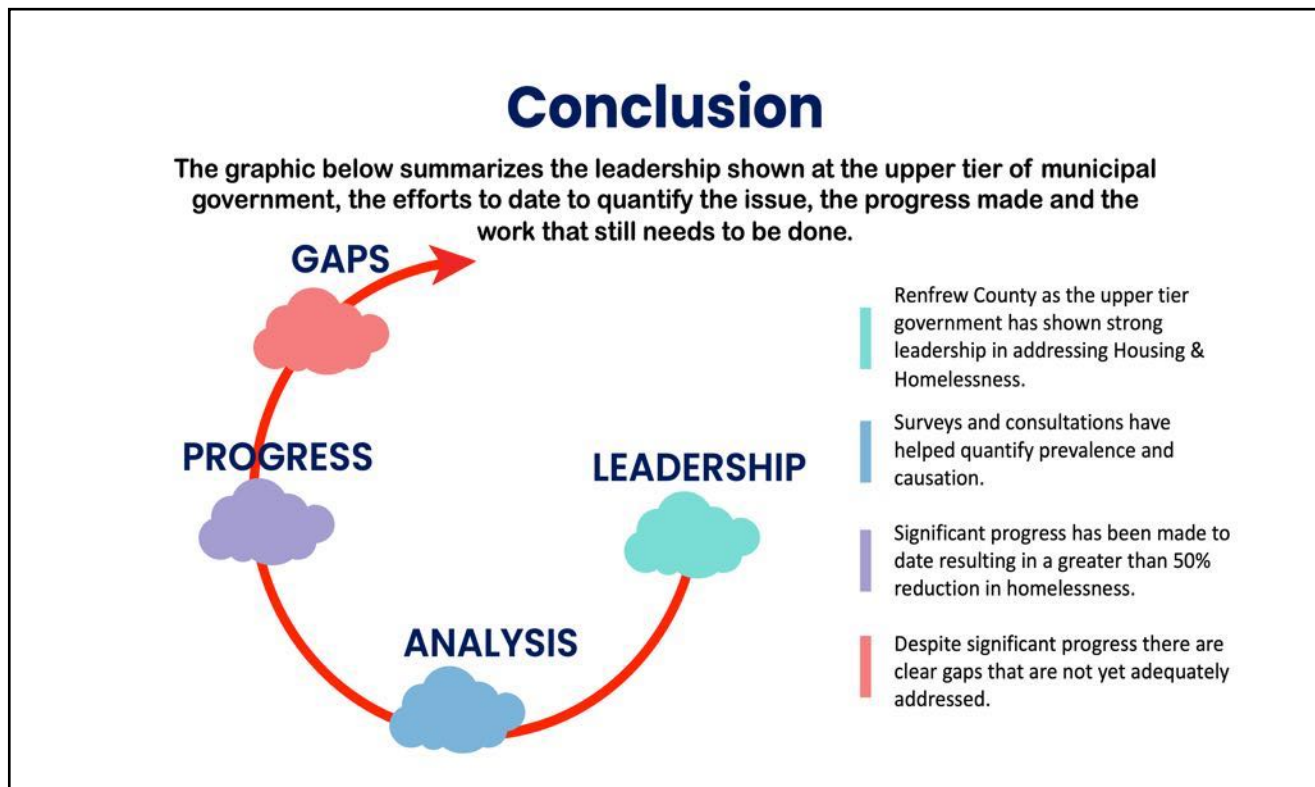 Conclusion
The graphic below summarizes the leadership shown at the upper tier of municipal
government, the efforts to date to quantify the issue, the progress made and the
work that still needs to be done.
GAPS
PROGRESS
ANALYSIS
LEADERSHIP
Renfrew County as the upper tier
government has shown strong
leadership in addressing Housing &
Homelessness.
Surveys and consultations have
helped quantify prevalence and
causation.
Significant progress has been made to
date resulting in a greater than 50%
reduction in homelessness.
Despite significant progress there are
clear gaps that are not yet adequately
addressed.